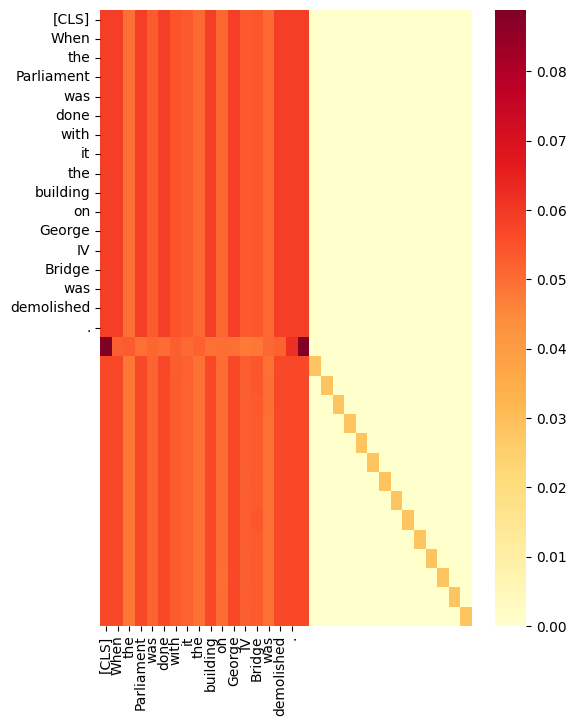 [CLS]
When
the
Parliament
was
done
with
it
the
building
on
George
IV
Bridge
was
demolished
.
0.08
0.07
0.06
0.05
0.04
0.03
0.02
0.01
0.00
[CLS]
When
the
Parliament
was
done
with
it
the
building
on
George
IV
Bridge
was
demolished
.